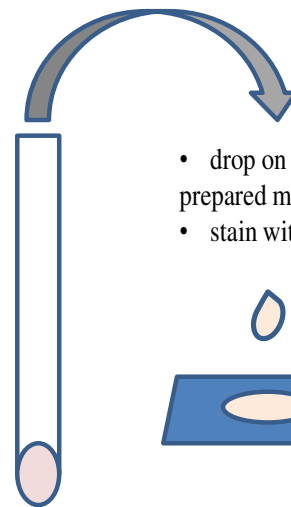 • drop on
prepared m
• stain wit